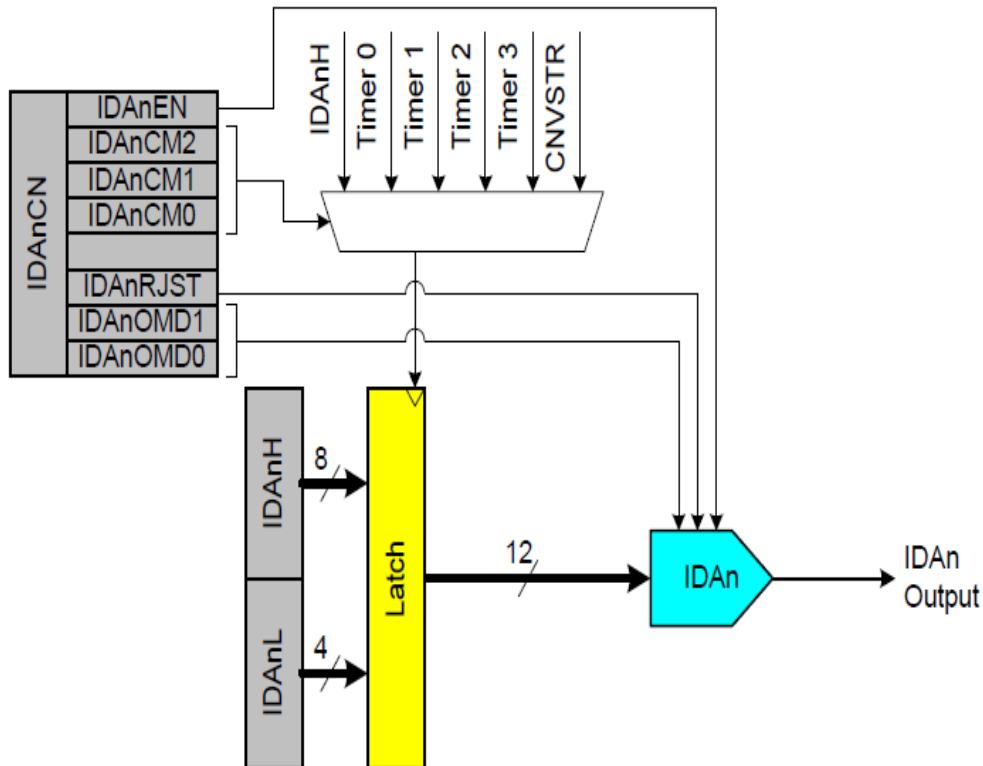 IDAnCN
IDAnEN
IDAnCM2
IDAnCM1
IDAnCM0
IDAnRJST
IDAnOMD1
IDAnOMD0
IDAnH
Timer 0
Timer 1
Timer 2
Timer 3
CNVSTR
IDAnH
IDAnL
8
4
Latch
12
IDAn
IDAn
Output